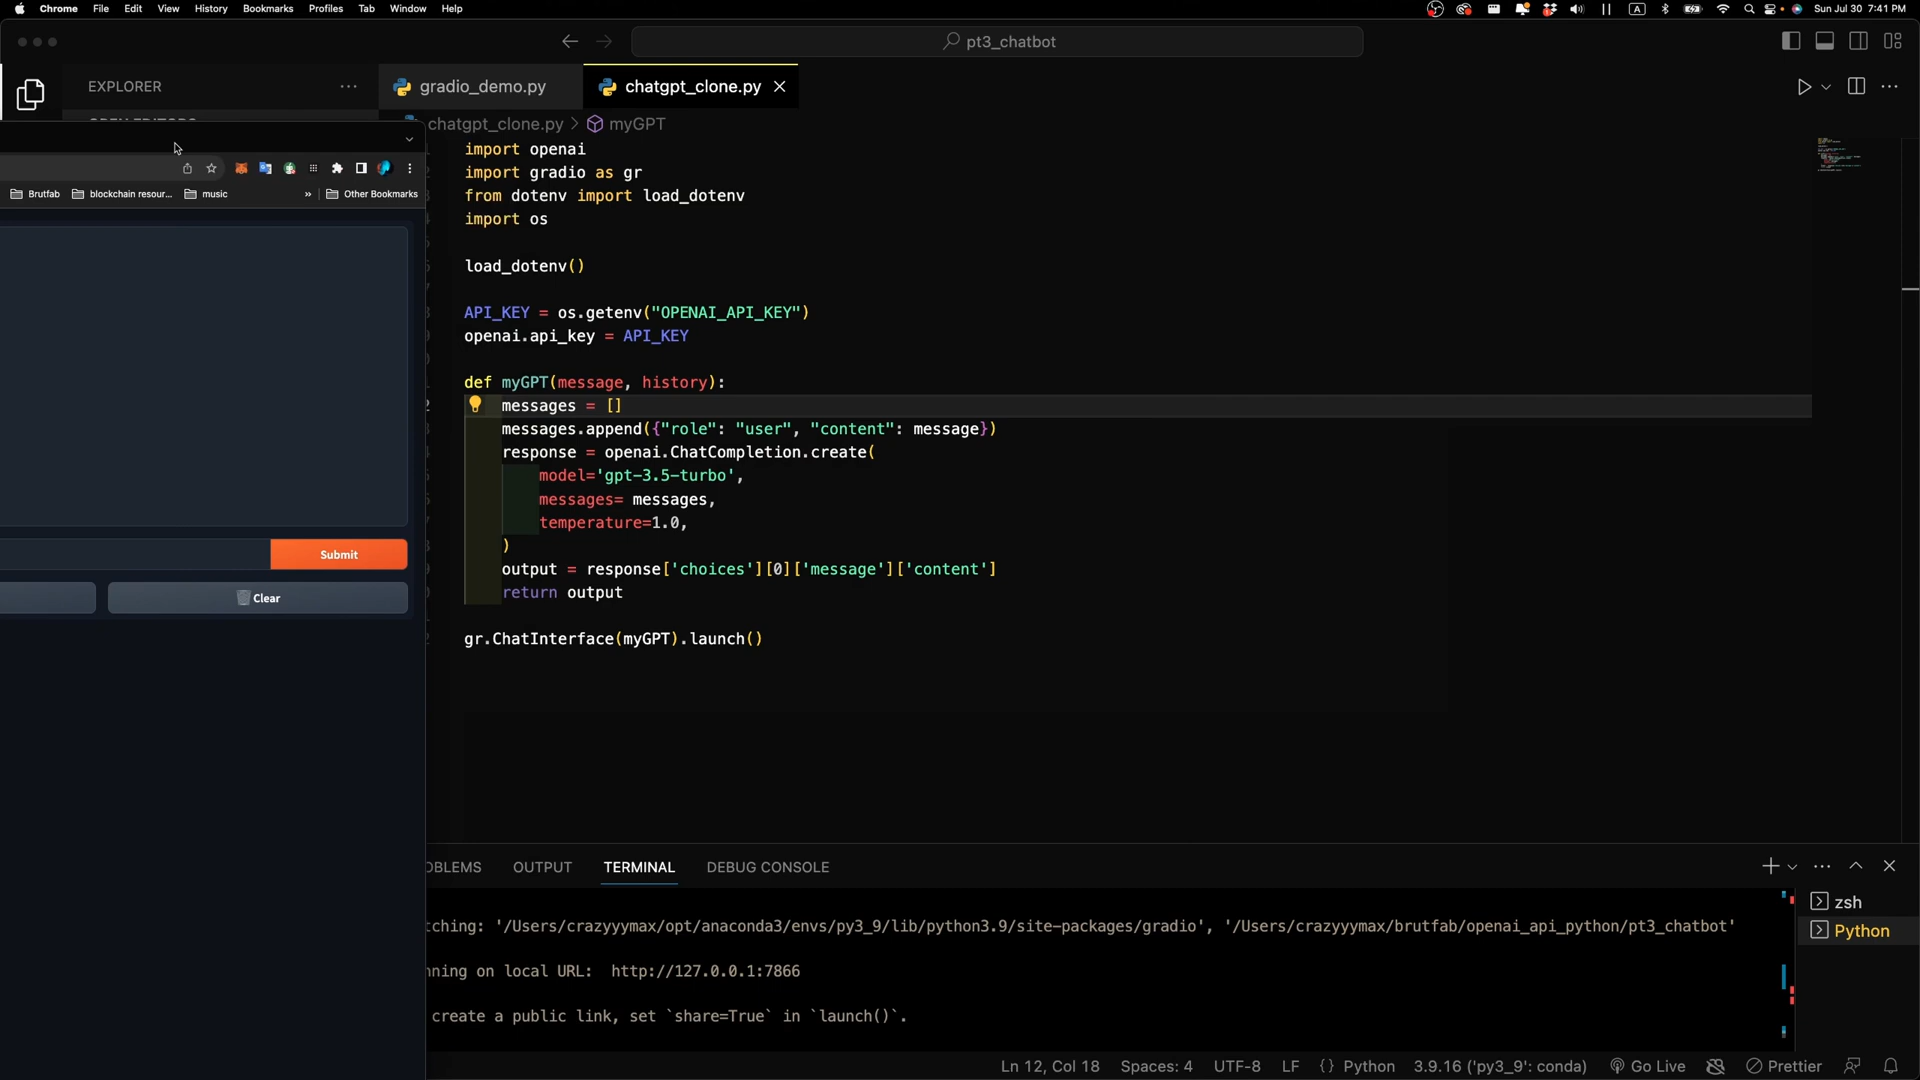 Chrome File Edit View History Bookmarks Profiles Tab Window Help
A
Sun Jul 30 7:41 PM
pt3_chatbot
EXPLORER
gradio_demo.py
chatgpt_clone.py
chatgpt_clone.py > myGPT
Brutfab
blockchain resour...
music
»
Other Bookmarks
Submit
Clear
import openai
import gradio as gr
from dotenv import load_dotenv
import os
load_dotenv()
API_KEY = os.getenv("OPENAI_API_KEY")
openai.api_key = API_KEY
def myGPT(message, history):
messages = []
messages.append({"role": "user", "content": message})
response = openai.ChatCompletion.create(
model='gpt-3.5-turbo',
messages= messages,
temperature=1.0,
)
output = response['choices'][0]['message']['content']
return output
gr.ChatInterface(myGPT).launch()
OBLEMS OUTPUT TERMINAL DEBUG CONSOLE
zsh
Python
tching: '/Users/crazyyymax/opt/anaconda3/envs/py3_9/lib/python3.9/site-packages/gradio', '/Users/crazyyymax/brutfab/openai_api_python/pt3_chatbot'
nning on local URL: http://127.0.0.1:7866
create a public link, set `share=True` in `launch()`.
Ln 12, Col 18 Spaces: 4 UTF-8 LF {} Python 3.9.16 ('py3_9': conda) Go Live Prettier